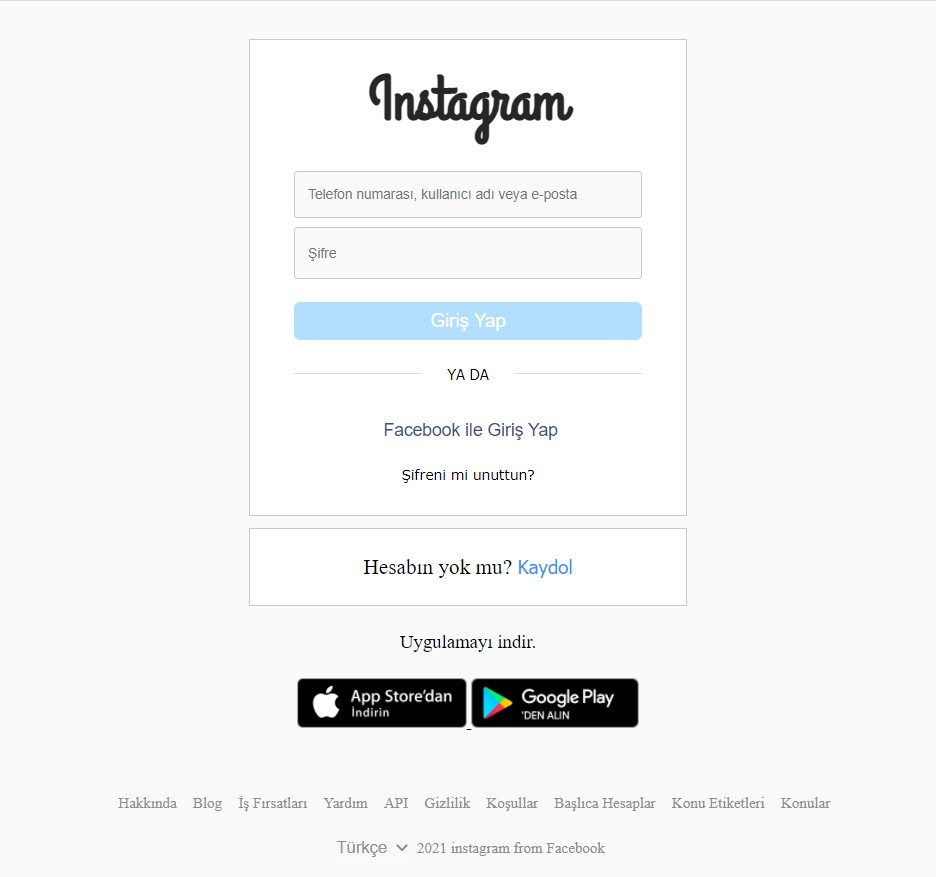 Instagram
Telefon numarası, kullanıcı adı veya e-posta
Şifre
Giriş Yap
YA DA
Facebook ile Giriş Yap
Şifreni mi unuttun?
Hesabın yok mu? Kaydol
Uygulamayı indir.
App Store'dan
İndirin
Google Play
'DEN ALIN
Hakkında Blog İş Fırsatları Yardım API Gizlilik Koşullar Başlıca Hesaplar Konu Etiketleri Konular
Türkçe 2021 instagram from Facebook